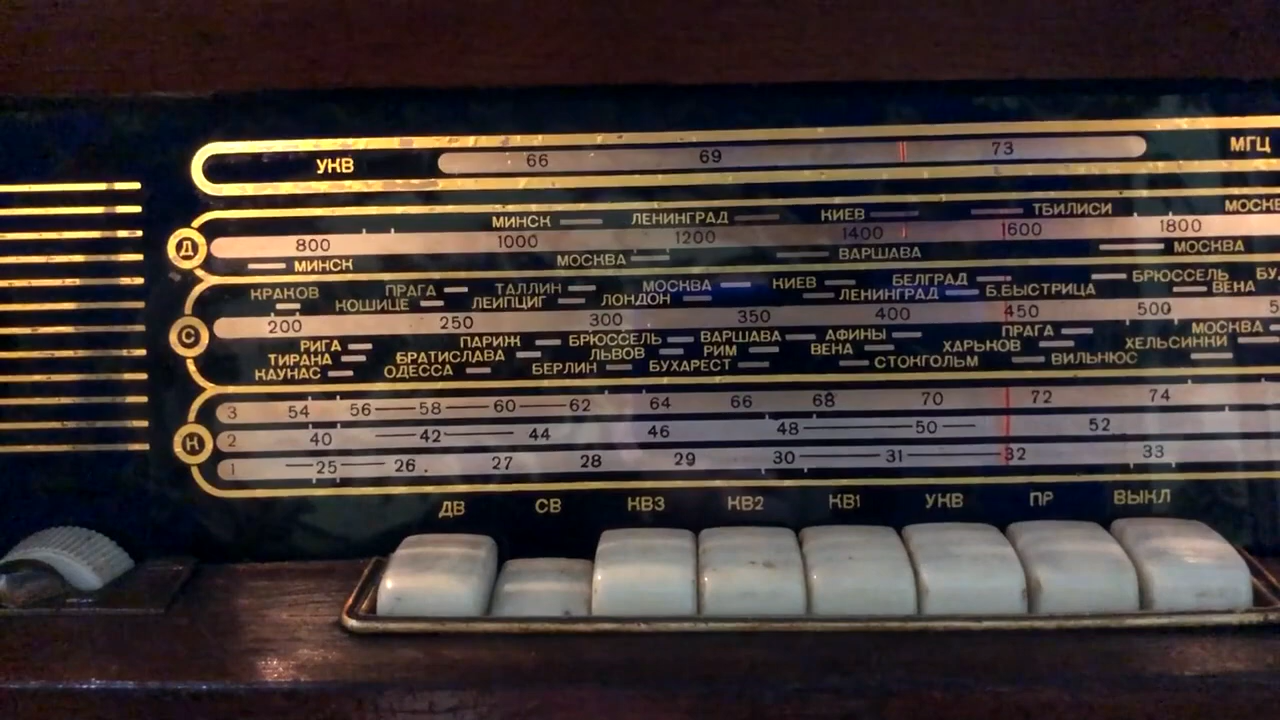 УКВ 66 69 73 МГЦ
МИНСК ЛЕНИНГРАД КИЕВ ТБИЛИСИ
Д 800 1000 1200 1400 1600 1800
МИНСК МОСКВА ВАРШАВА МОСКВА
КРАКОВ ПРАГА ТАЛЛИН МОСКВА КИЕВ БЕЛГРАД БРЮССЕЛЬ
КОШИЦЕ ЛЕЙПЦИГ ЛОНДОН ЛЕНИНГРАД Б.БЫСТРИЦА ВЕНА
С 200 250 300 350 400 450 500
РИГА ПАРИЖ БРЮССЕЛЬ ВАРШАВА АФИНЫ ПРАГА МОСКВА
ТИРАНА БРАТИСЛАВА ЛЬВОВ РИМ ВЕНА ХАРЬКОВ ХЕЛЬСИНКИ
КАУНАС ОДЕССА БЕРЛИН БУХАРЕСТ СТОКГОЛЬМ ВИЛЬНЮС
3 54 56 58 60 62 64 66 68 70 72 74
К 2 40 42 44 46 48 50 52
1 25 26 27 28 29 30 31 32 33
ДВ СВ КВ3 КВ2 КВ1 УКВ ПР ВЫКЛ